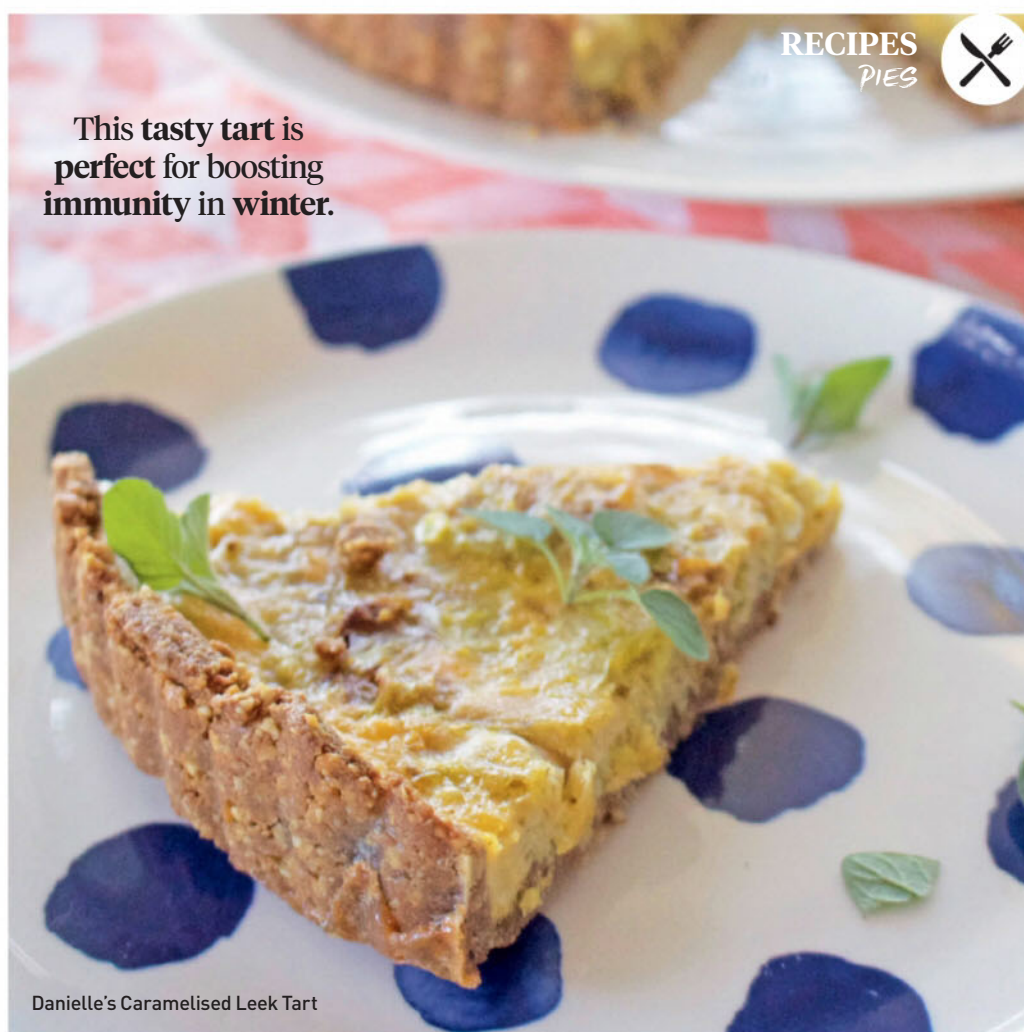 RECIPES
PIES
This tasty tart is
perfect for boosting
immunity in winter.
Danielle's Caramelised Leek Tart